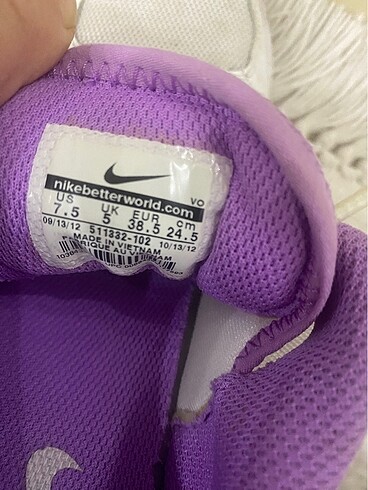 VO
nikebetterworld.com
US UK EUR cm
7.5 5 38.5 24.5
09/13/12 511332-102 10/13/12
MADE IN VIETNAM